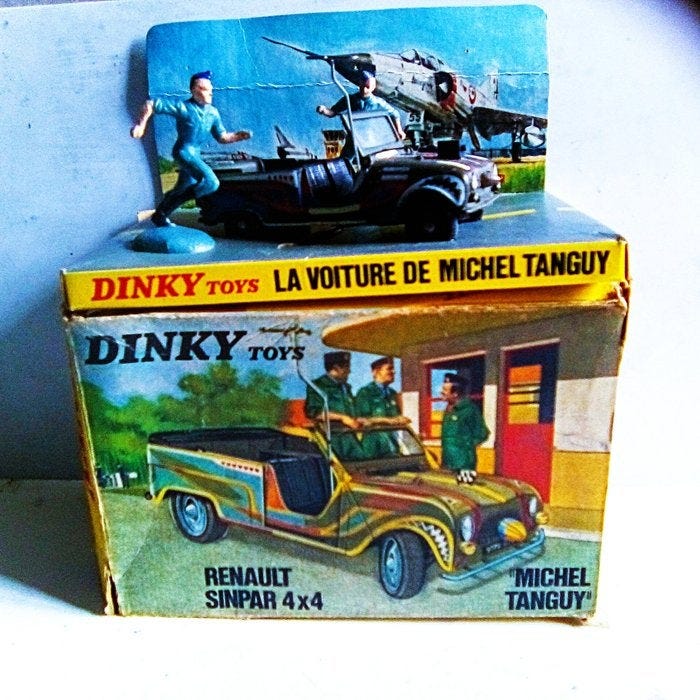 DINKY TOYS LA VOITURE DE MICHEL TANGUY
DINKY TOYS
RENAULT
SINPAR 4x4
"MICHEL
TANGUY"